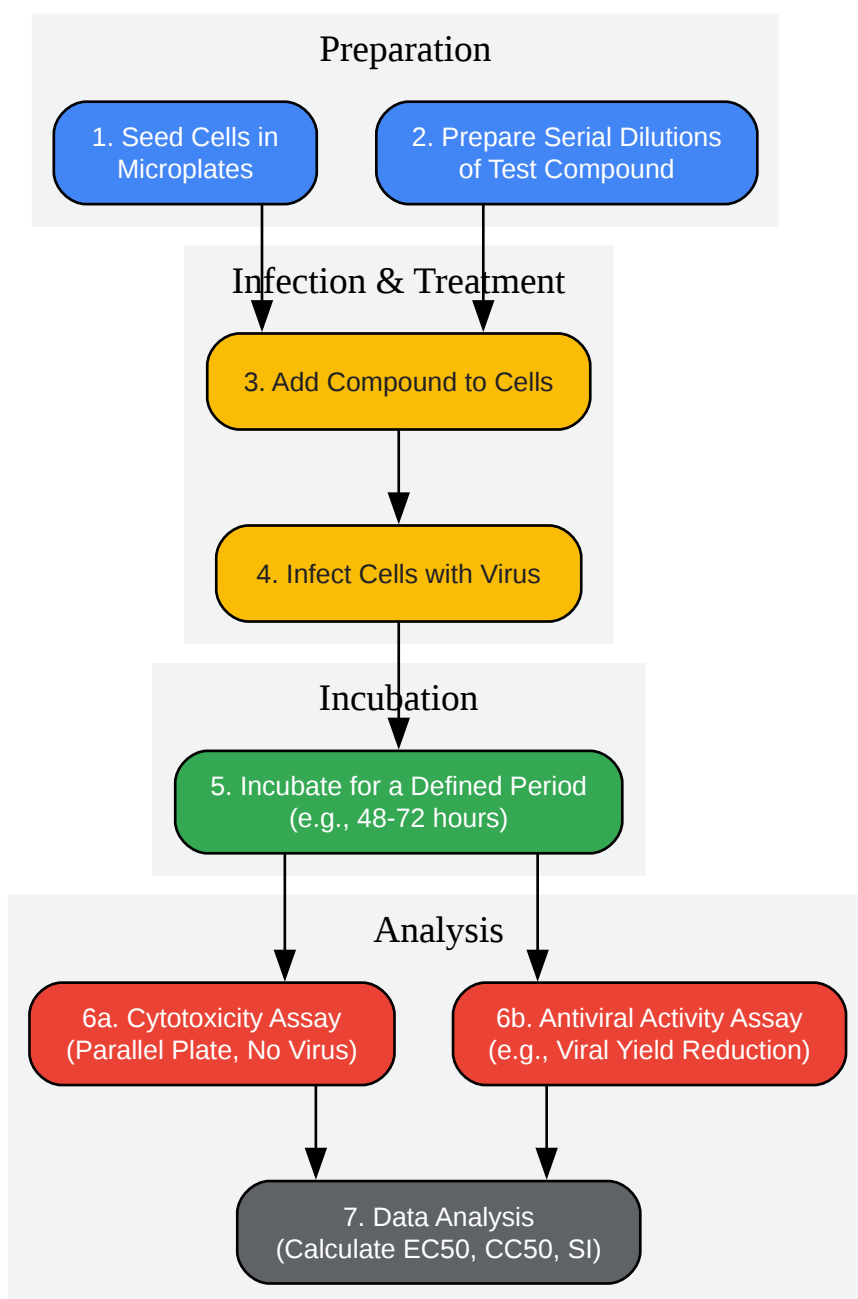 Preparation
1. Seed Cells in
Microplates
2. Prepare Serial Dilutions
of Test Compound
Infection & Treatment
3. Add Compound to Cells
4. Infect Cells with Virus
Incubation
5. Incubate for a Defined Period
(e.g., 48-72 hours)
Analysis
6a. Cytotoxicity Assay
(Parallel Plate, No Virus)
6b. Antiviral Activity Assay
(e.g., Viral Yield Reduction)
7. Data Analysis
(Calculate EC50, CC50, SI)